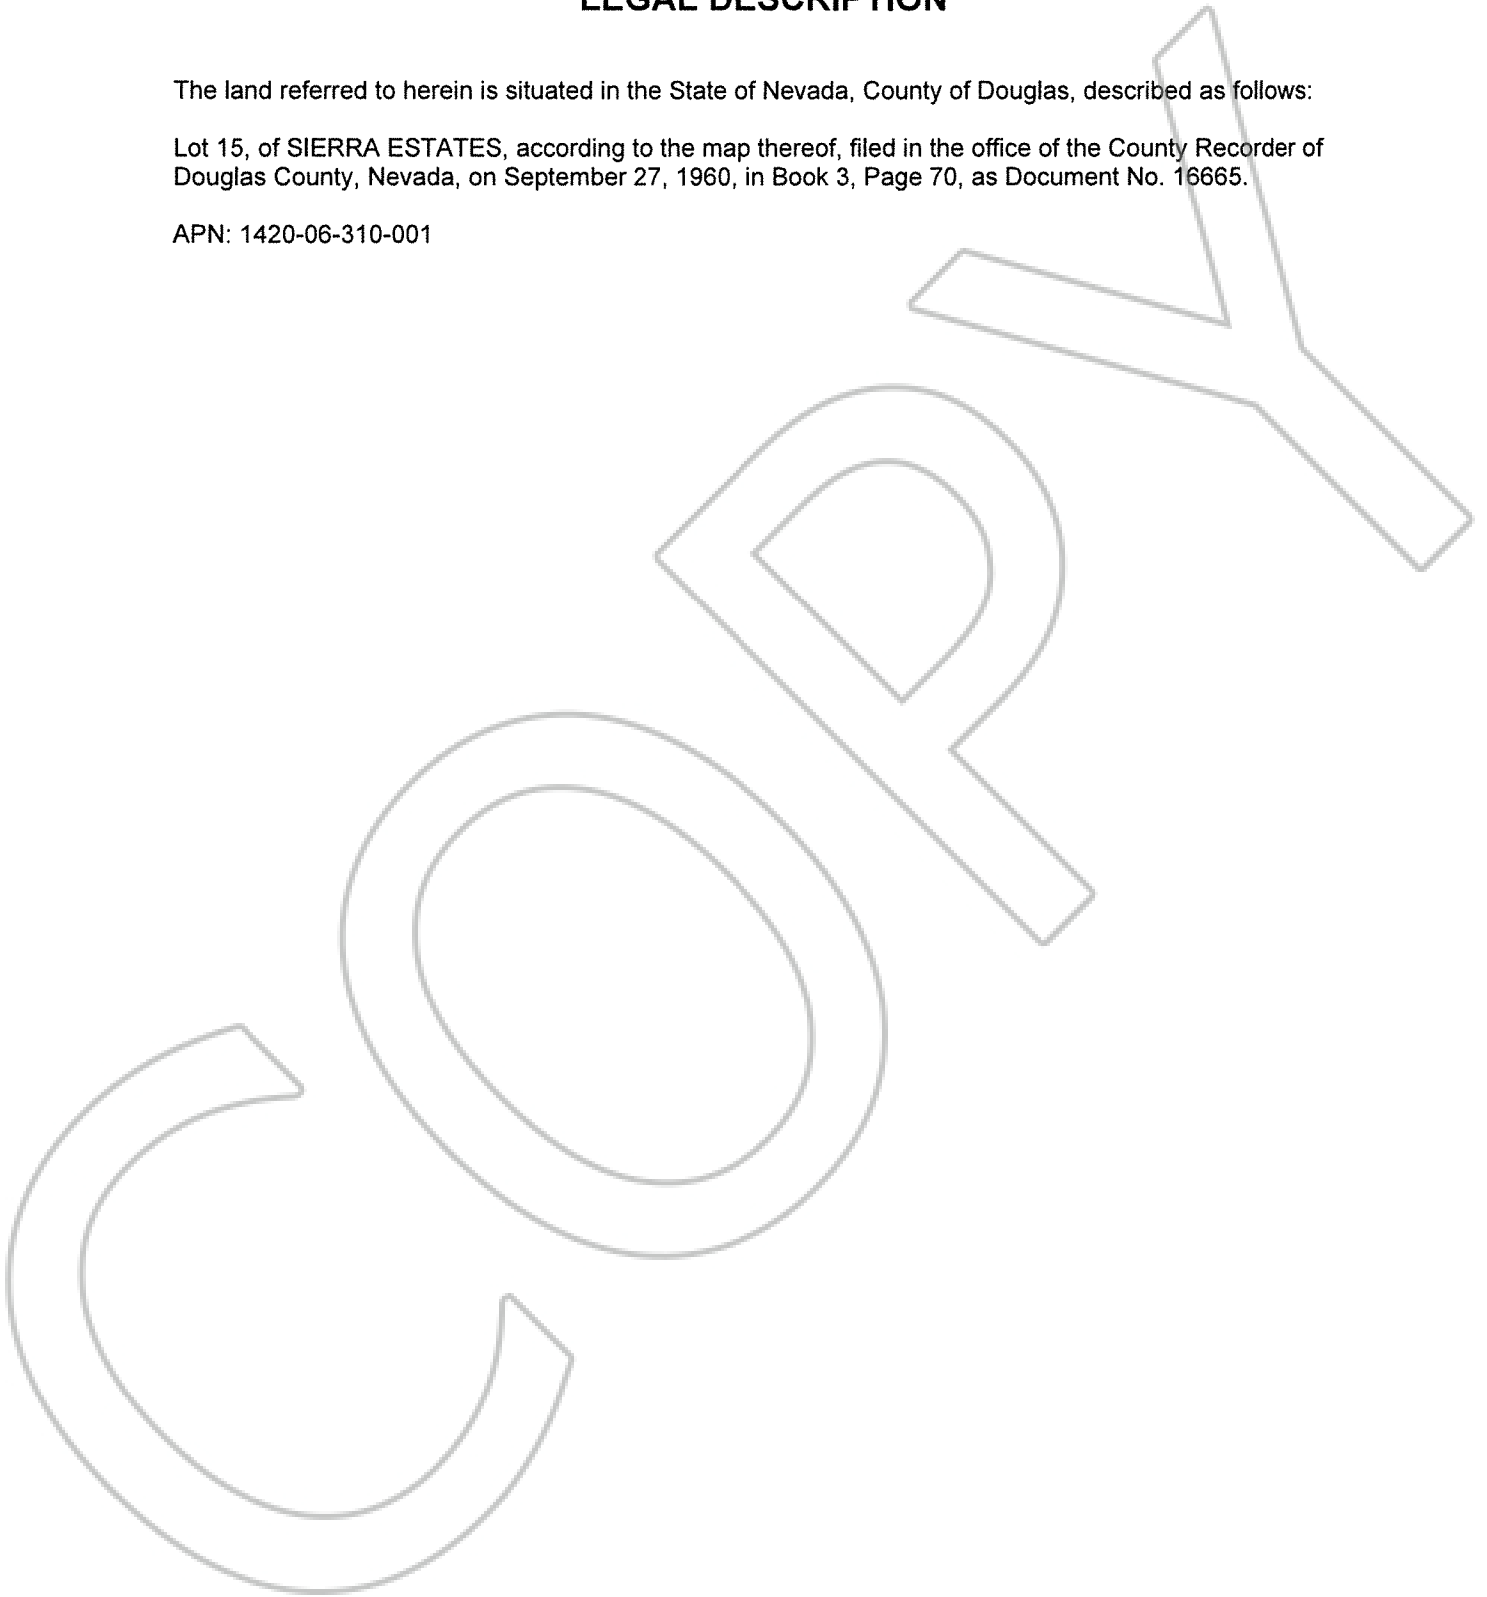 LEGAL DESCRIPTION
The land referred to herein is situated in the State of Nevada, County of Douglas, described as follows:
Lot 15, of SIERRA ESTATES, according to the map thereof, filed in the office of the County Recorder of
Douglas County, Nevada, on September 27, 1960, in Book 3, Page 70, as Document No. 16665.
APN: 1420-06-310-001
COPY